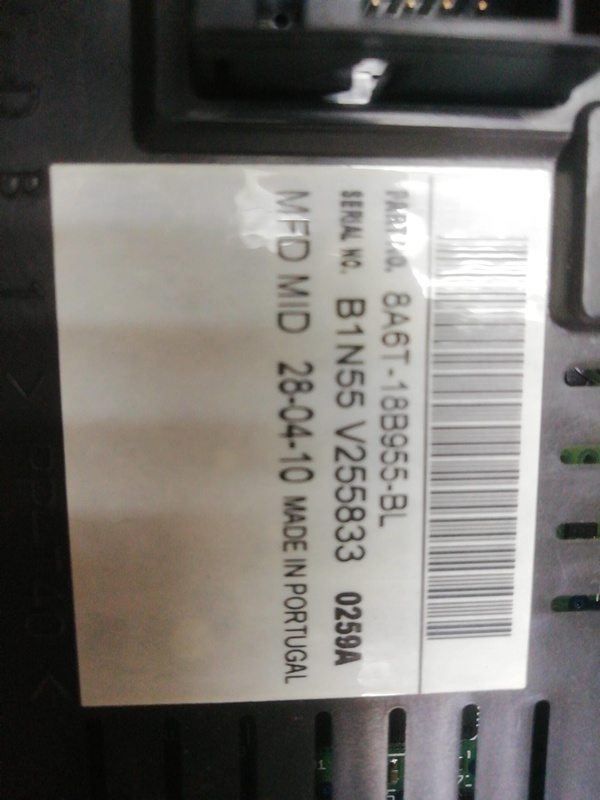 PART NO. 8A6T-18B955-BL
SERIAL NO. B1N55 V255833 0259A
MFD MID 28-04-10 MADE IN PORTUGAL